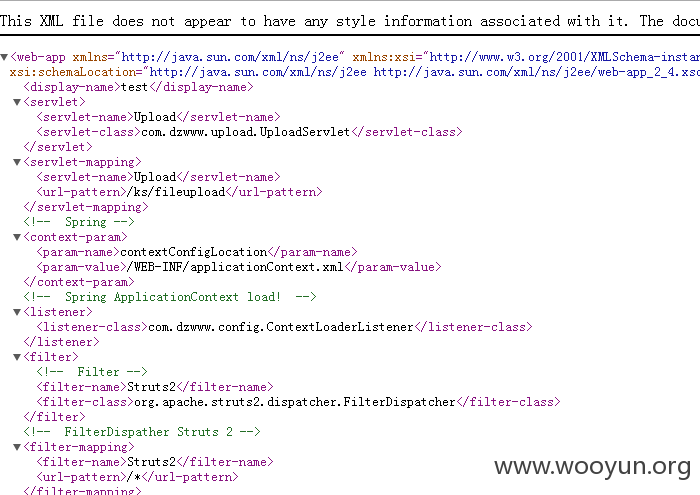 This XML file does not appear to have any style information associated with it. The docu
▼<web-app xmlns="http://java.sun.com/xml/ns/j2ee" xmlns:xsi="http://www.w3.org/2001/XMLSchema-instan
xsi:schemaLocation="http://java.sun.com/xml/ns/j2ee http://java.sun.com/xml/ns/j2ee/web-app_2_4.xsd
<display-name>test</display-name>
▼<servlet>
<servlet-name>Upload</servlet-name>
<servlet-class>com.dzwww.upload.UploadServlet</servlet-class>
</servlet>
▼<servlet-mapping>
<servlet-name>Upload</servlet-name>
<url-pattern>/ks/fileupload</url-pattern>
</servlet-mapping>
<!-- Spring -->
▼<context-param>
<param-name>contextConfigLocation</param-name>
<param-value>/WEB-INF/applicationContext.xml</param-value>
</context-param>
<!-- Spring ApplicationContext load! -->
▼<listener>
<listener-class>com.dzwww.config.ContextLoaderListener</listener-class>
</listener>
▼<filter>
<!-- Filter -->
<filter-name>Struts2</filter-name>
<filter-class>org.apache.struts2.dispatcher.FilterDispatcher</filter-class>
</filter>
<!-- FilterDispather Struts 2 -->
▼<filter-mapping>
<filter-name>Struts2</filter-name>
<url-pattern>/*</url-pattern>
</filter-mapping>
www.wooyun.org